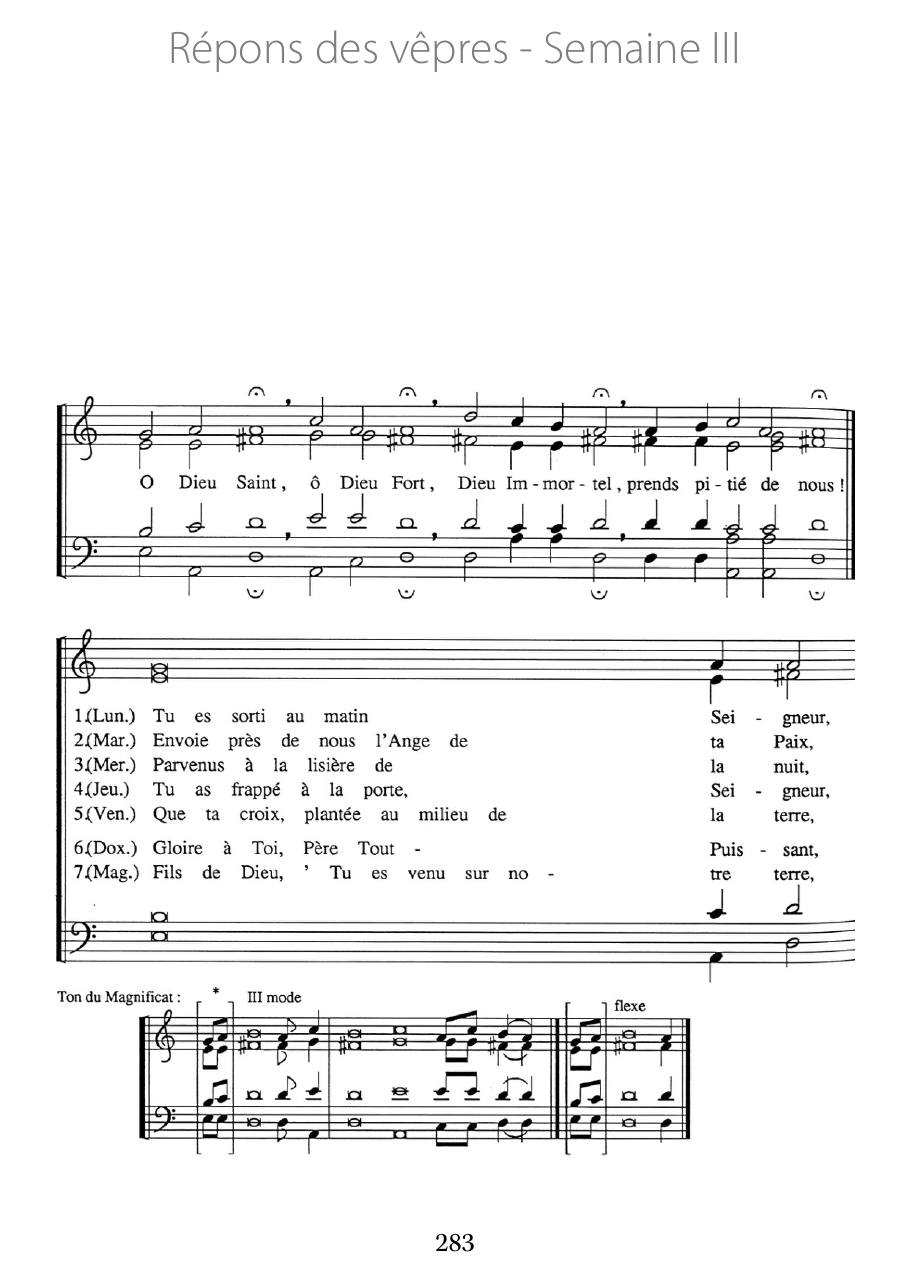 Répons des vêpres - Semaine III
O Dieu Saint, ô Dieu Fort, Dieu Im-mor-tel, prends pi-tié de nous!
1.(Lun.) Tu es sorti au matin Sei - gneur,
2.(Mar.) Envoie près de nous l'Ange de ta Paix,
3.(Mer.) Parvenus à la lisière de la nuit,
4.(Jeu.) Tu as frappé à la porte, Sei - gneur,
5.(Ven.) Que ta croix, plantée au milieu de la terre,
6.(Dox.) Gloire à Toi, Père Tout - Puis - sant,
7.(Mag.) Fils de Dieu, ' Tu es venu sur no - tre terre,
Ton du Magnificat : * III mode flexe
283